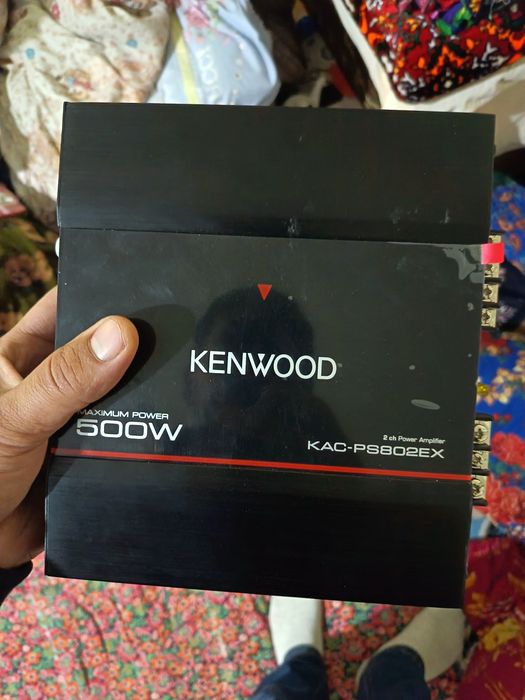 KENWOOD
MAXIMUM POWER
500W
2 ch Power Amplifier
KAC-PS802EX